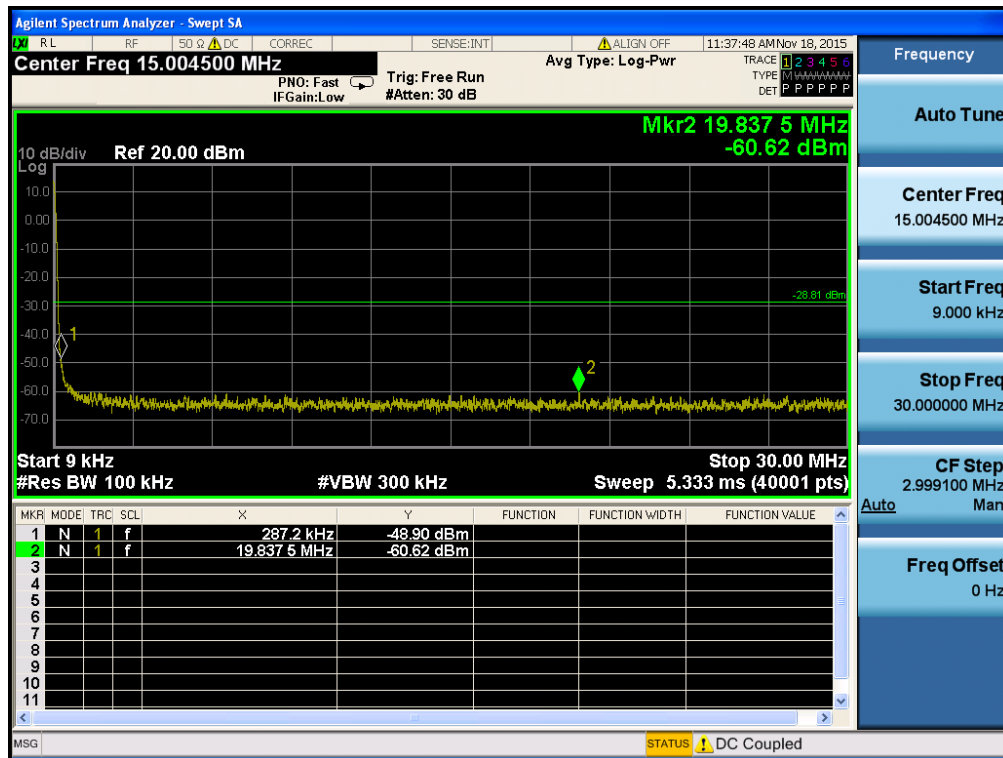 Agilent Spectrum Analyzer - Swept SA
LXI RL RF 50 Ω DC CORREC SENSE:INT ALIGN OFF 11:37:48 AM Nov 18, 2015
Center Freq 15.004500 MHz
PNO: Fast
IFGain:Low
Trig: Free Run
#Atten: 30 dB
Avg Type: Log-Pwr
TRACE 1 2 3 4 5 6
TYPE M
DET P P P P P P
Mkr2 19.837 5 MHz
-60.62 dBm
10 dB/div Ref 20.00 dBm
Log
10.0
0.00
-10.0
-20.0
-28.81 dBm
-30.0
-40.0
1
-50.0
2
-60.0
-70.0
Start 9 kHz Stop 30.00 MHz
#Res BW 100 kHz #VBW 300 kHz Sweep 5.333 ms (40001 pts)
MKR MODE TRC SCL X Y FUNCTION FUNCTION WIDTH FUNCTION VALUE
1 N 1 f 287.2 kHz -48.90 dBm
2 N 1 f 19.837 5 MHz -60.62 dBm
3
4
5
6
7
8
9
10
11
MSG STATUS DC Coupled
Frequency
Auto Tune
Center Freq
15.004500 MHz
Start Freq
9.000 kHz
Stop Freq
30.000000 MHz
CF Step
2.999100 MHz
Auto Man
Freq Offset
0 Hz